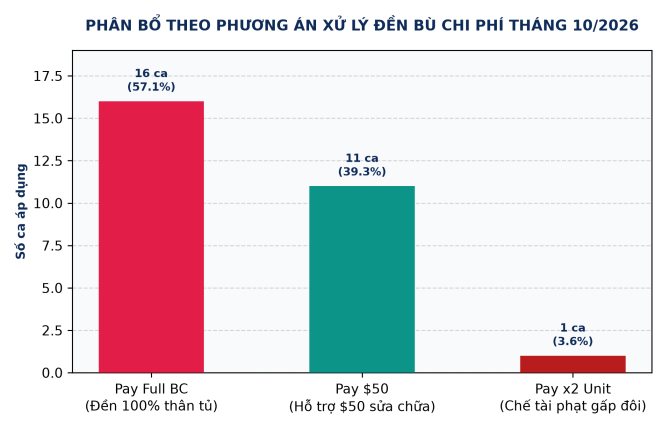 PHÂN BỔ THEO PHƯƠNG ÁN XỬ LÝ ĐỀN BÙ CHI PHÍ THÁNG 10/2026
Số ca áp dụng
17.5
15.0
12.5
10.0
7.5
5.0
2.5
0.0
16 ca
(57.1%)
11 ca
(39.3%)
1 ca
(3.6%)
Pay Full BC
(Đền 100% thân tủ)
Pay $50
(Hỗ trợ $50 sửa chữa)
Pay x2 Unit
(Chế tài phạt gấp đôi)